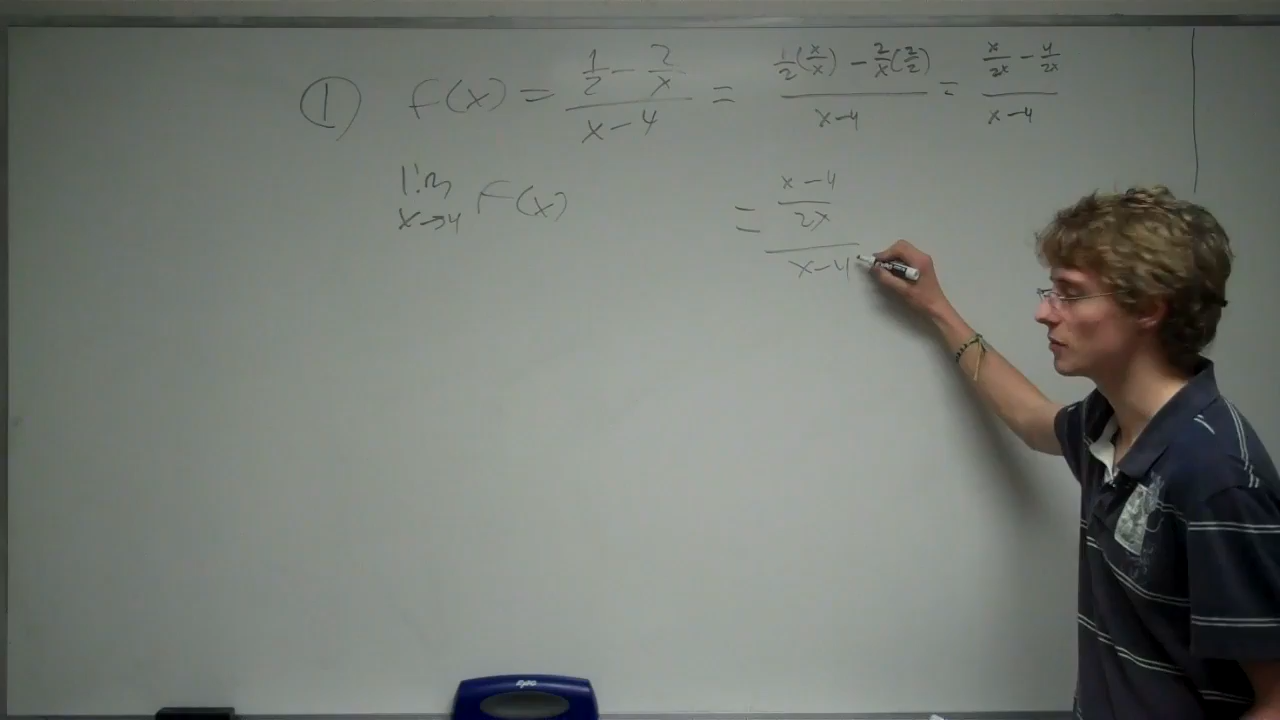 ① f(x) = (1/2 − 2/x)/(x−4) = (1/2(x/x) − 2/x(2/2))/(x−4) = (x/2x − 4/2x)/(x−4)
lim x→4 f(x) = ((x−4)/2x)/(x−4)
EXPO